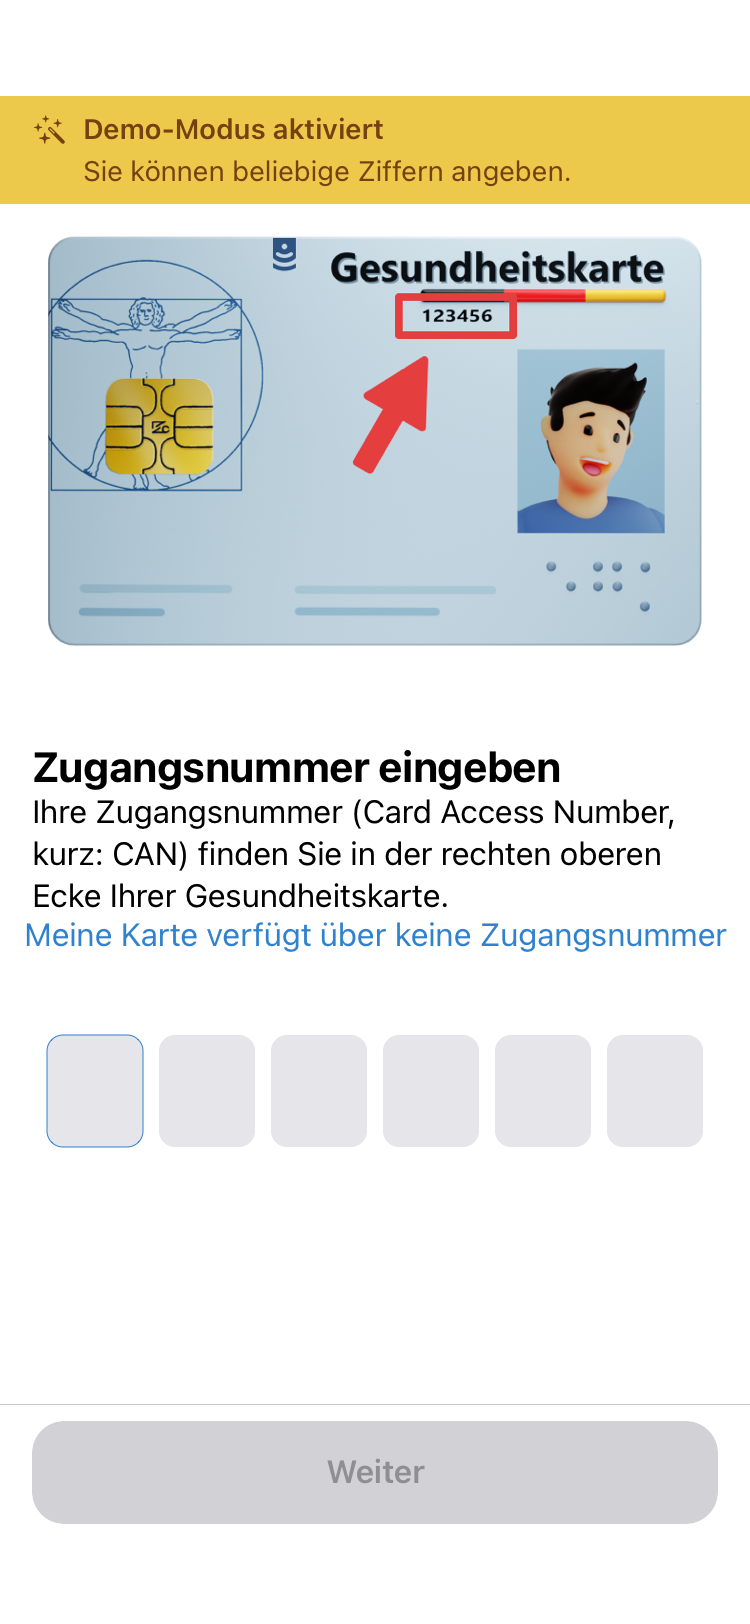 Demo-Modus aktiviert
Sie können beliebige Ziffern angeben.
Gesundheitskarte
123456
Zugangsnummer eingeben
Ihre Zugangsnummer (Card Access Number,
kurz: CAN) finden Sie in der rechten oberen
Ecke Ihrer Gesundheitskarte.
Meine Karte verfügt über keine Zugangsnummer
Weiter